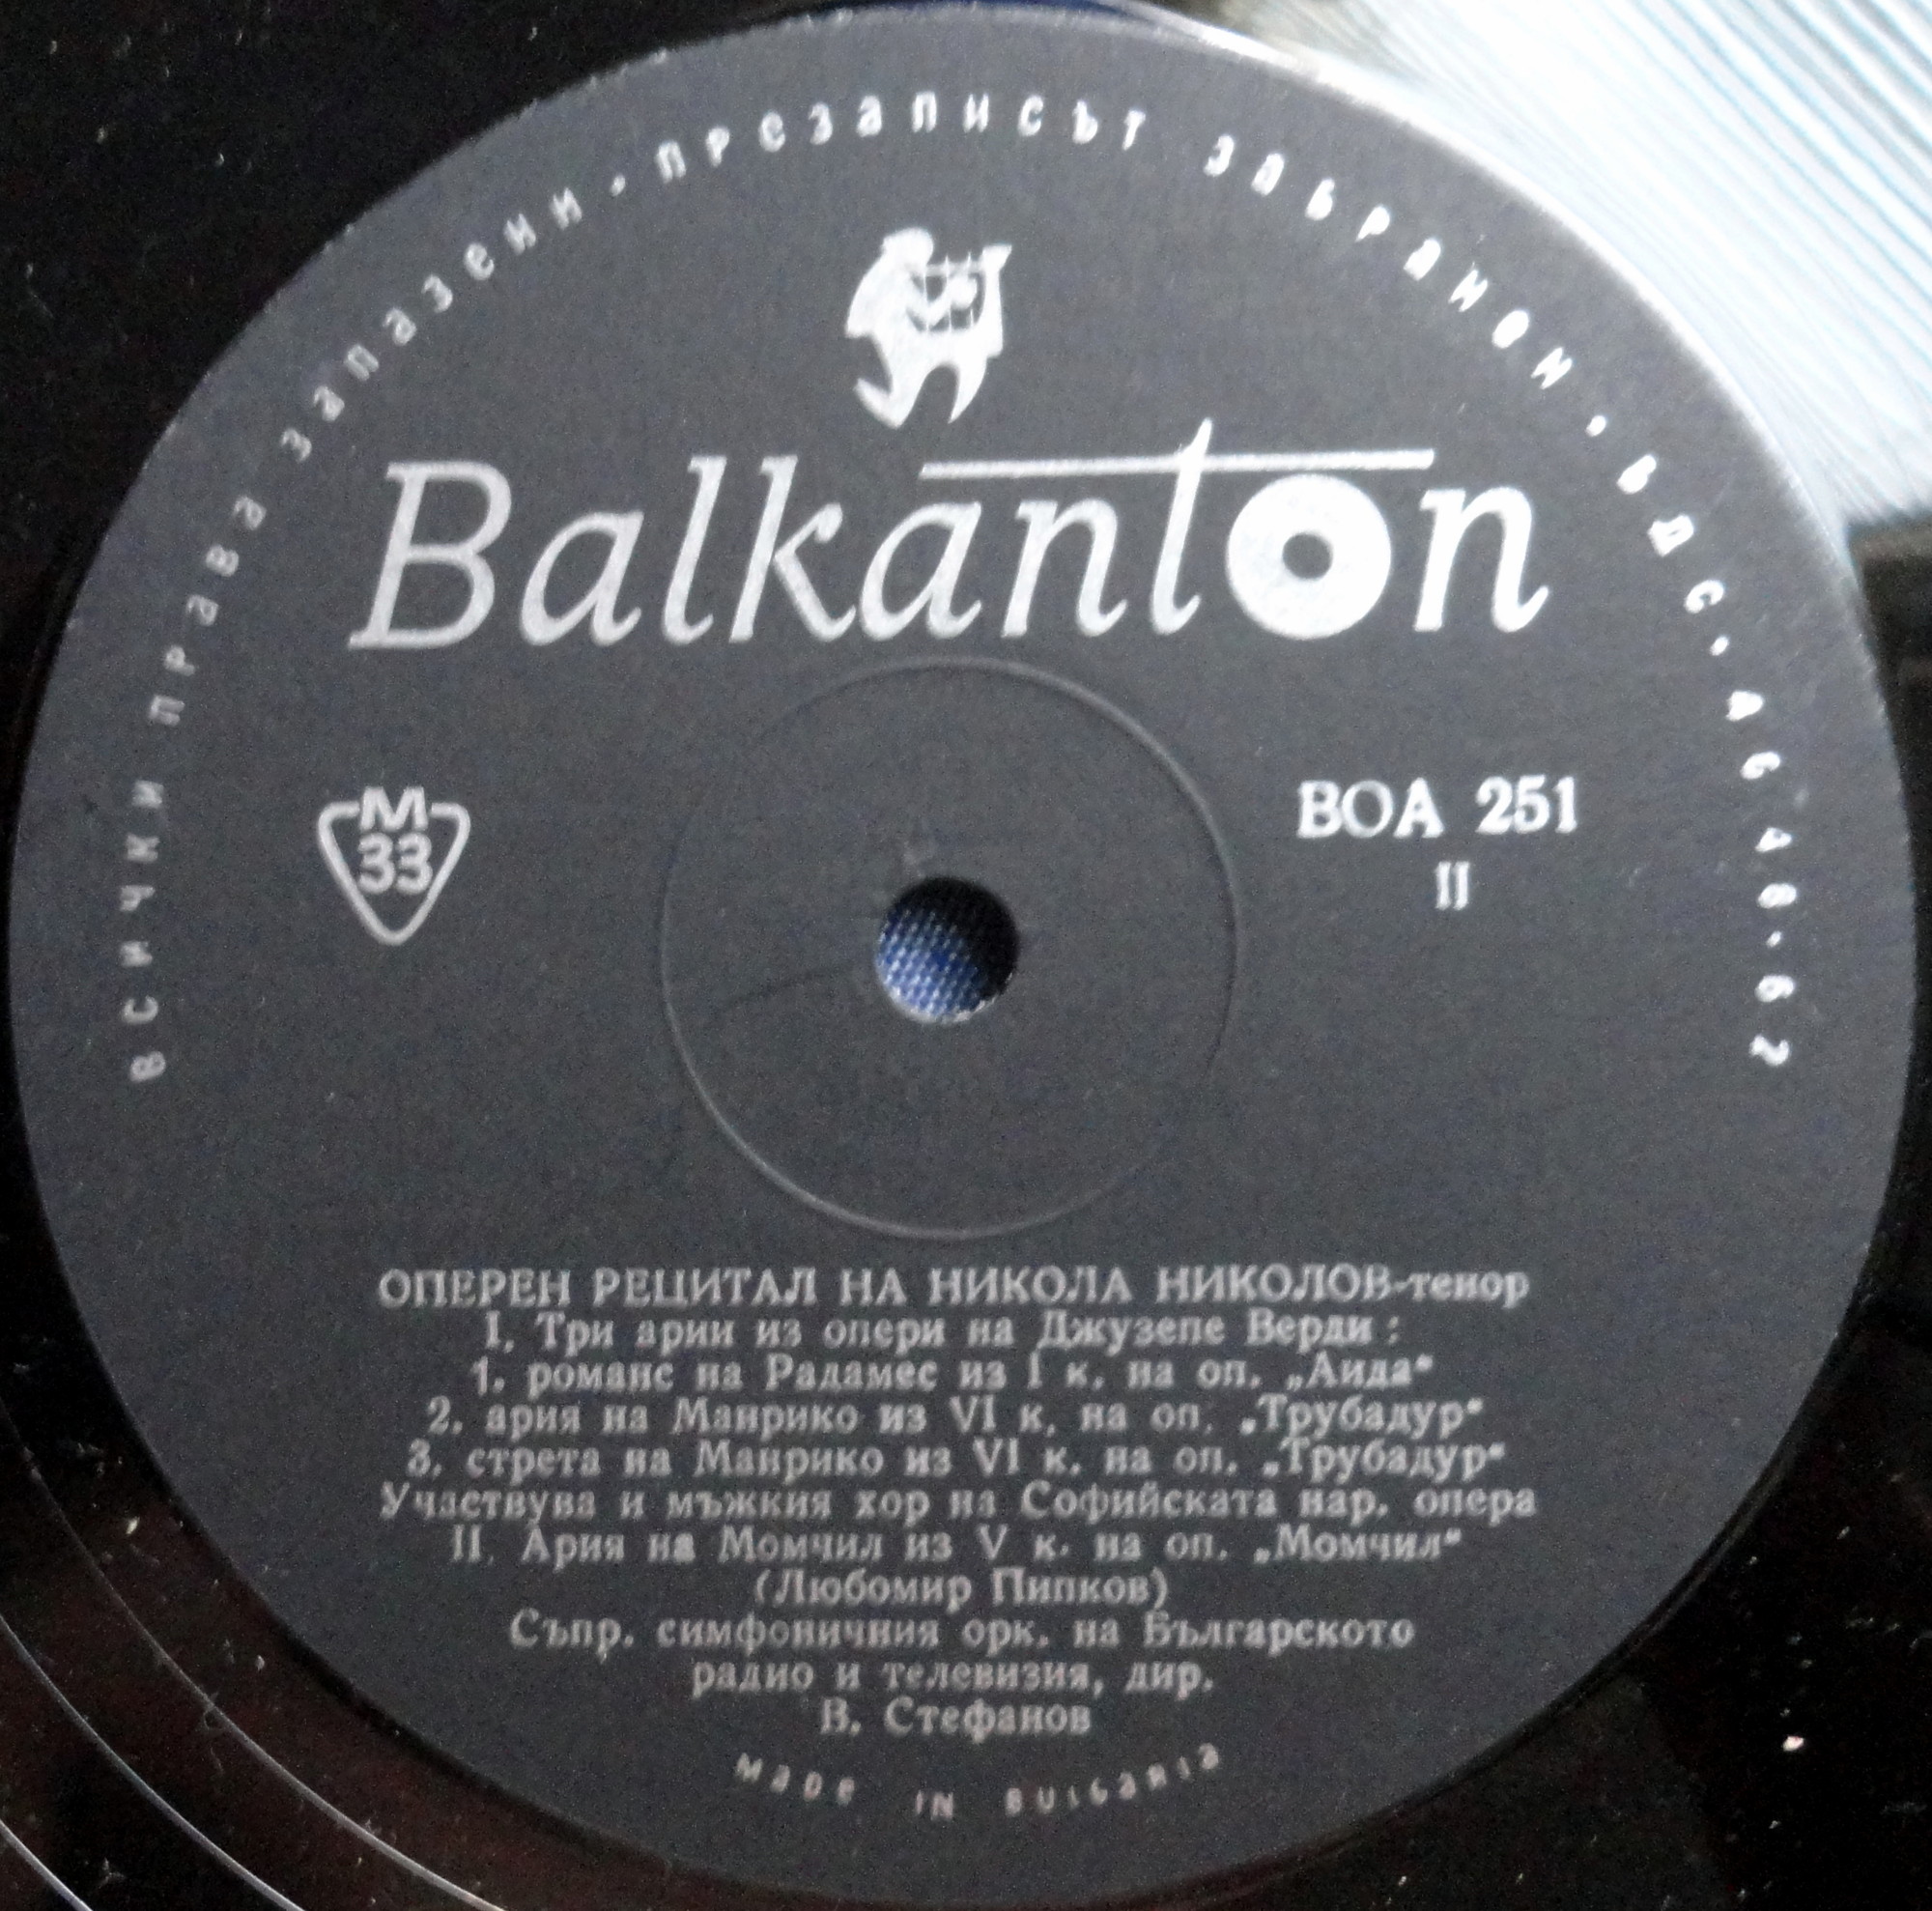 всички права запазени · презаписът забранен · БДС · 6648 · 62
Balkanton
М
33
ВОА 251
II
ОПЕРЕН РЕЦИТАЛ НА НИКОЛА НИКОЛОВ-тенор
I. Три арии из опери на Джузепе Верди :
1. романс на Радамес из I к. на оп. „Аида“
2. ария на Манрико из VI к. на оп. „Трубадур“
3. стрета на Манрико из VI к. на оп. „Трубадур“
Участвува и мъжкия хор на Софийската нар. опера
II. Ария на Момчил из V к. на оп. „Момчил“
(Любомир Пипков)
Съпр. симфоничния орк. на Българското
радио и телевизия, дир.
В. Стефанов
MADE IN BULGARIA